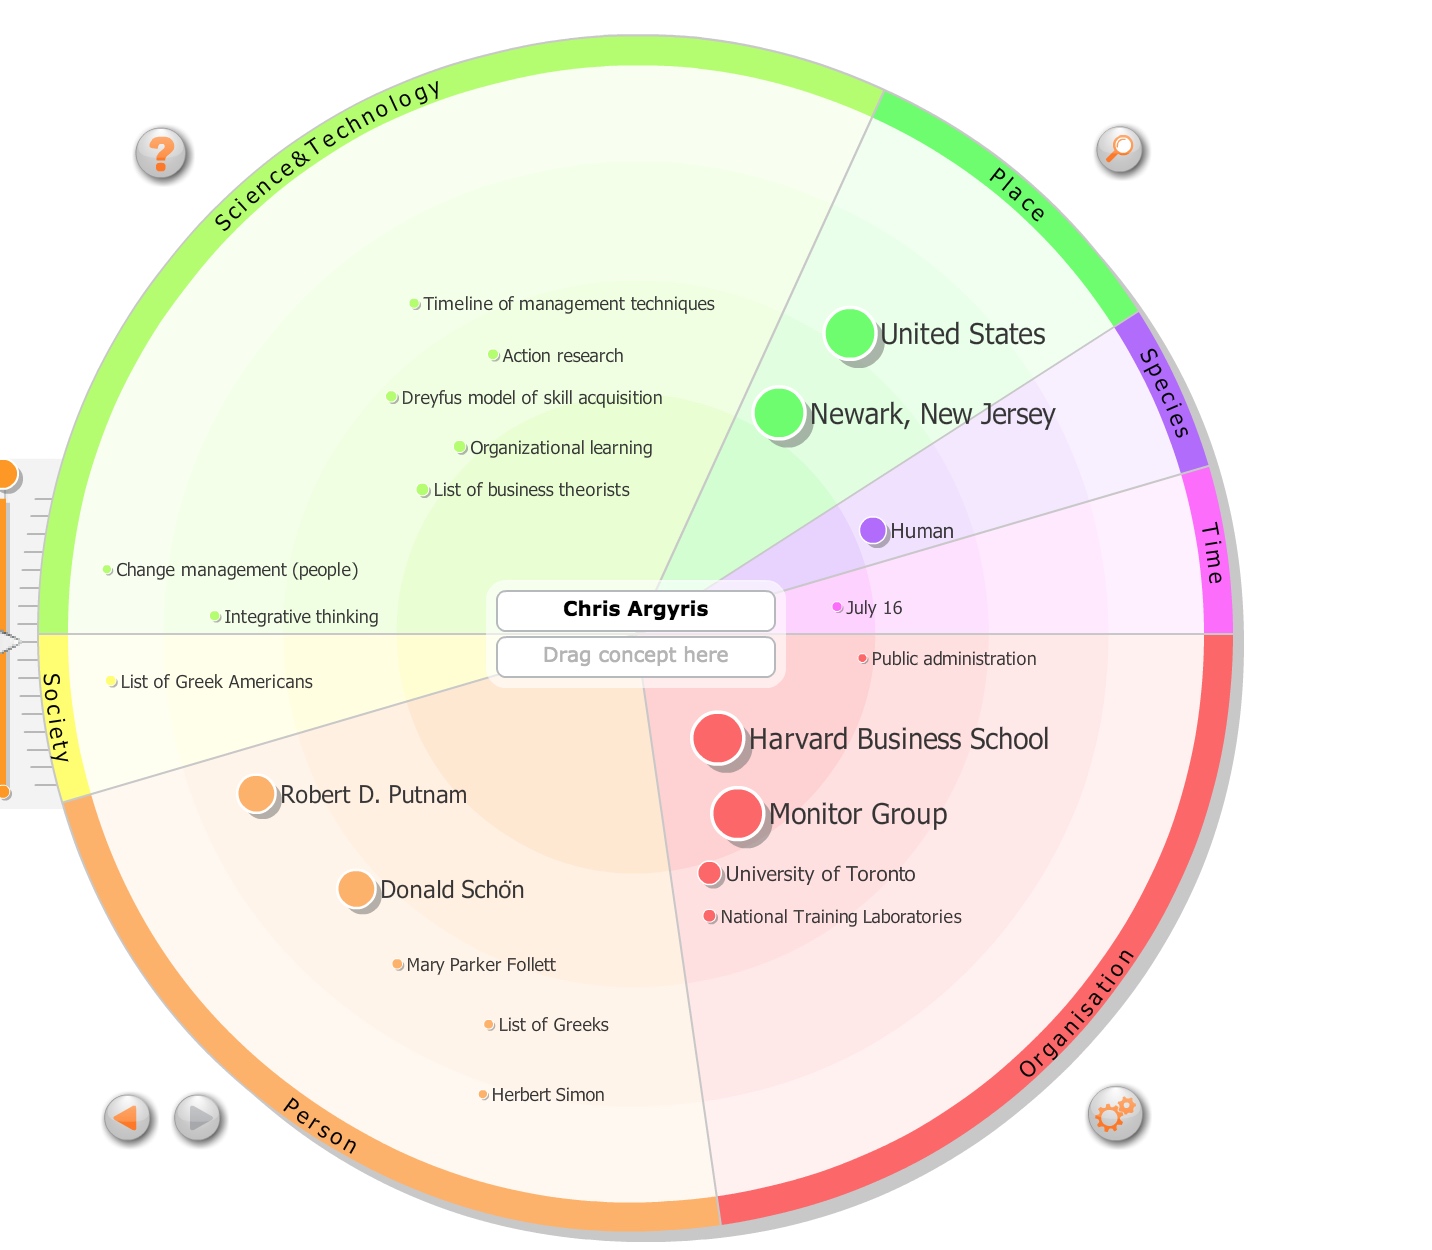 Science&Technology
Place
Species
Time
Timeline of management techniques
Action research
Dreyfus model of skill acquisition
Organizational learning
List of business theorists
Change management (people)
Integrative thinking
United States
Newark, New Jersey
Human
July 16
Chris Argyris
Drag concept here
Society
List of Greek Americans
Public administration
Harvard Business School
Monitor Group
University of Toronto
National Training Laboratories
Organisation
Robert D. Putnam
Donald Schön
Mary Parker Follett
List of Greeks
Herbert Simon
Person